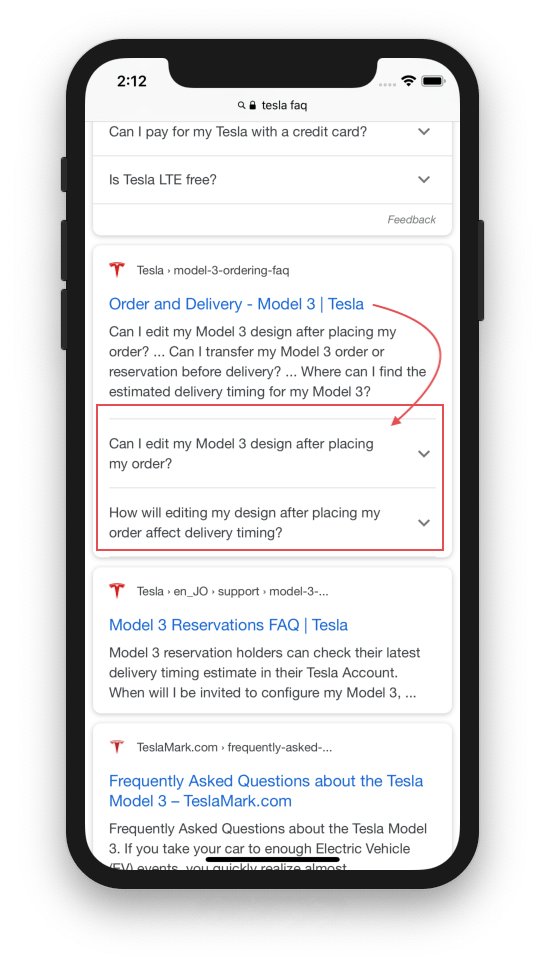 2:12
tesla faq
Can I pay for my Tesla with a credit card?
Is Tesla LTE free?
Feedback
Tesla › model-3-ordering-faq
Order and Delivery - Model 3 | Tesla
Can I edit my Model 3 design after placing my
order? ... Can I transfer my Model 3 order or
reservation before delivery? ... Where can I find the
estimated delivery timing for my Model 3?
Can I edit my Model 3 design after placing
my order?
How will editing my design after placing my
order affect delivery timing?
Tesla › en_JO › support › model-3-...
Model 3 Reservations FAQ | Tesla
Model 3 reservation holders can check their latest
delivery timing estimate in their Tesla Account.
When will I be invited to configure my Model 3, ...
TeslaMark.com › frequently-asked-...
Frequently Asked Questions about the Tesla
Model 3 – TeslaMark.com
Frequently Asked Questions about the Tesla Model
3. If you take your car to enough Electric Vehicle
(EV) events, you quickly realize almost